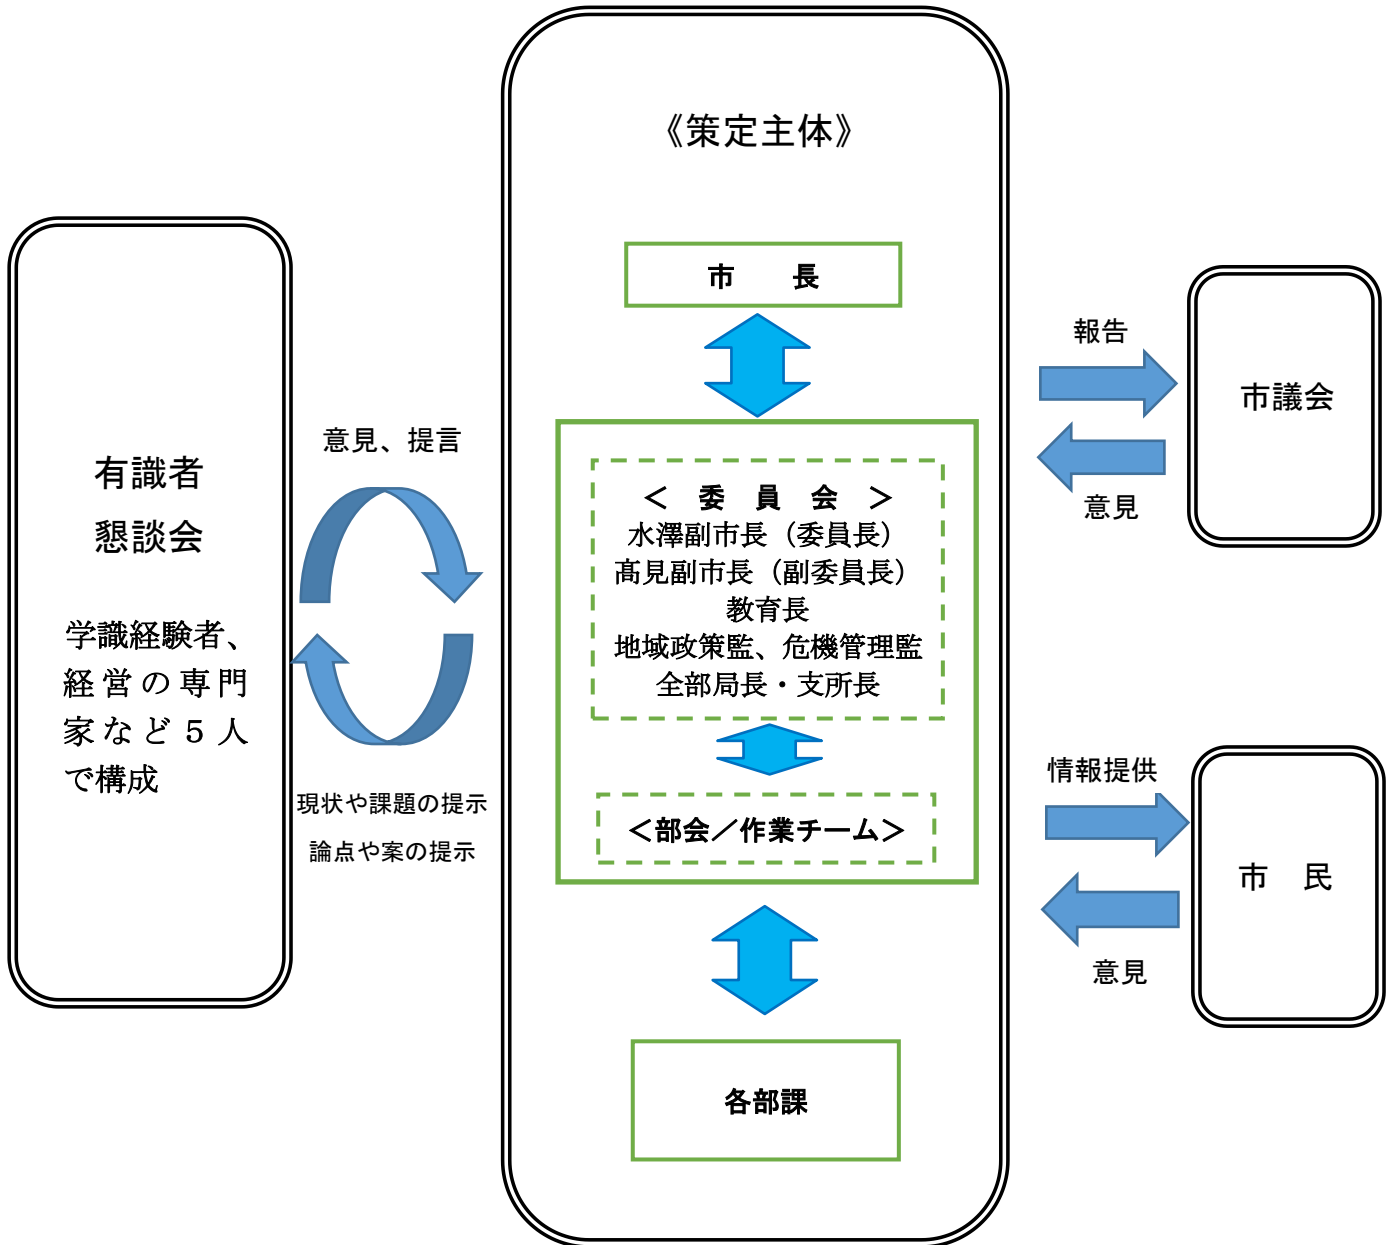 《策定主体》
市　長
＜　委　員　会　＞
水澤副市長（委員長）
髙見副市長（副委員長）
教育長
地域政策監、危機管理監
全部局長・支所長
＜部会／作業チーム＞
各部課
有識者
懇談会
学識経験者、
経営の専門
家など５人
で構成
意見、提言
現状や課題の提示
論点や案の提示
報告
意見
市議会
情報提供
意見
市　民